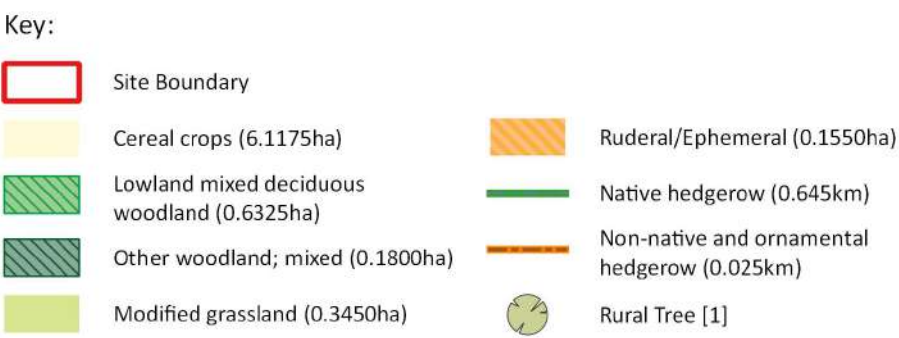 Key:
Site Boundary
Cereal crops (6.1175ha)
Lowland mixed deciduous
woodland (0.6325ha)
Other woodland; mixed (0.1800ha)
Modified grassland (0.3450ha)
Ruderal/Ephemeral (0.1550ha)
Native hedgerow (0.645km)
Non-native and ornamental
hedgerow (0.025km)
Rural Tree [1]